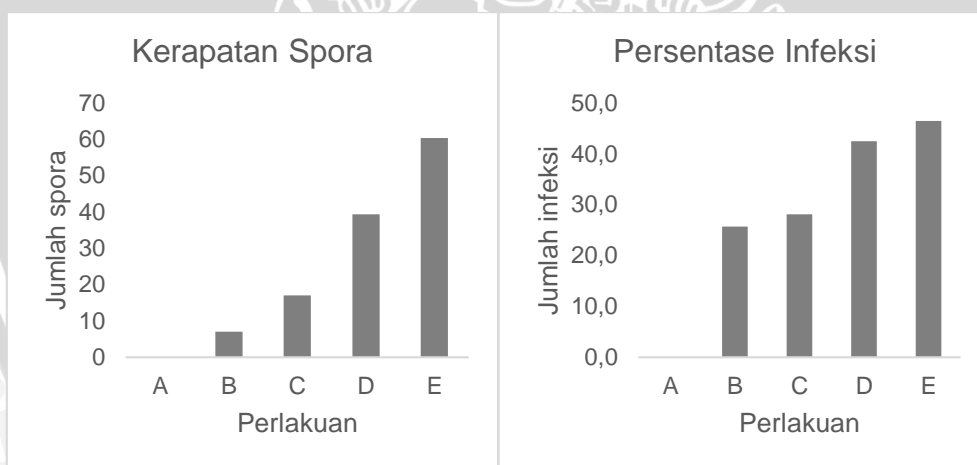 Kerapatan Spora
Jumlah spora
70
60
50
40
30
20
10
0
A B C D E
Perlakuan
Persentase Infeksi
Jumlah infeksi
50,0
40,0
30,0
20,0
10,0
0,0
A B C D E
Perlakuan